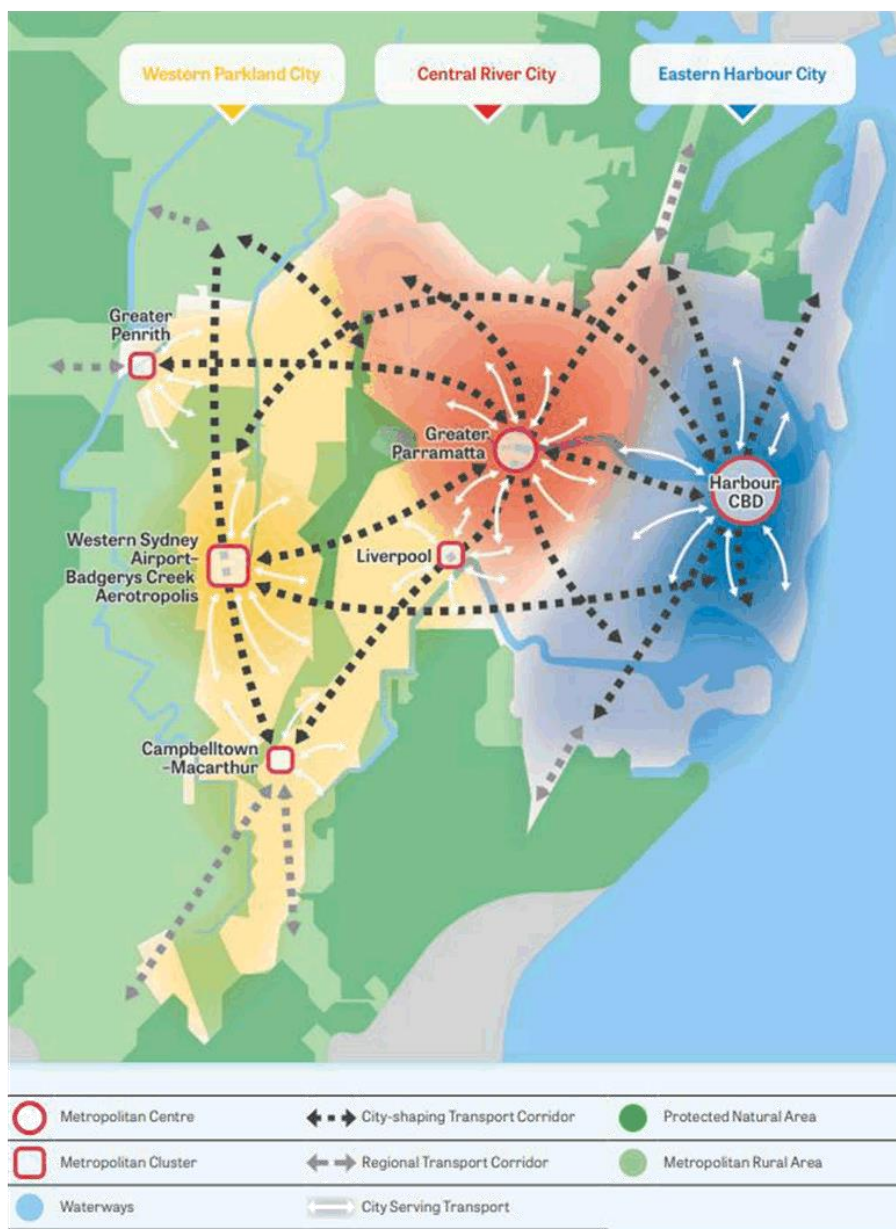 Western Parkland City
Central River City
Eastern Harbour City
Greater
Penrith
Greater
Parramatta
Harbour
CBD
Western Sydney
Airport–
Badgerys Creek
Aerotropolis
Liverpool
Campbelltown
–Macarthur
Metropolitan Centre
City-shaping Transport Corridor
Protected Natural Area
Metropolitan Cluster
Regional Transport Corridor
Metropolitan Rural Area
Waterways
City Serving Transport